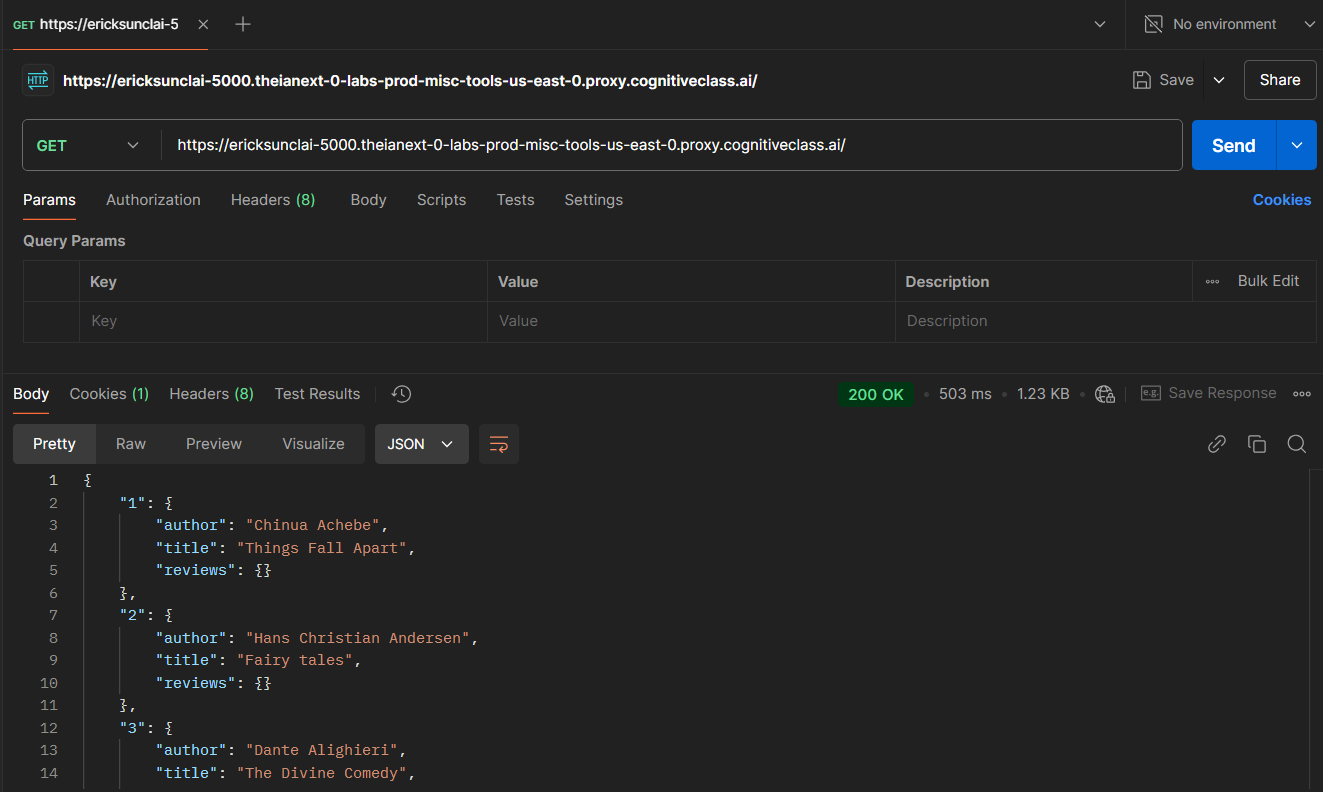 GET https://ericksunclai-5
No environment
HTTP https://ericksunclai-5000.theianext-0-labs-prod-misc-tools-us-east-0.proxy.cognitiveclass.ai/
Save
Share
GET
https://ericksunclai-5000.theianext-0-labs-prod-misc-tools-us-east-0.proxy.cognitiveclass.ai/
Send
Params Authorization Headers (8) Body Scripts Tests Settings Cookies
Query Params
Key Value Description Bulk Edit
Key Value Description
Body Cookies (1) Headers (8) Test Results 200 OK 503 ms 1.23 KB e.g. Save Response
Pretty Raw Preview Visualize JSON
1 {
2 "1": {
3 "author": "Chinua Achebe",
4 "title": "Things Fall Apart",
5 "reviews": {}
6 },
7 "2": {
8 "author": "Hans Christian Andersen",
9 "title": "Fairy tales",
10 "reviews": {}
11 },
12 "3": {
13 "author": "Dante Alighieri",
14 "title": "The Divine Comedy",